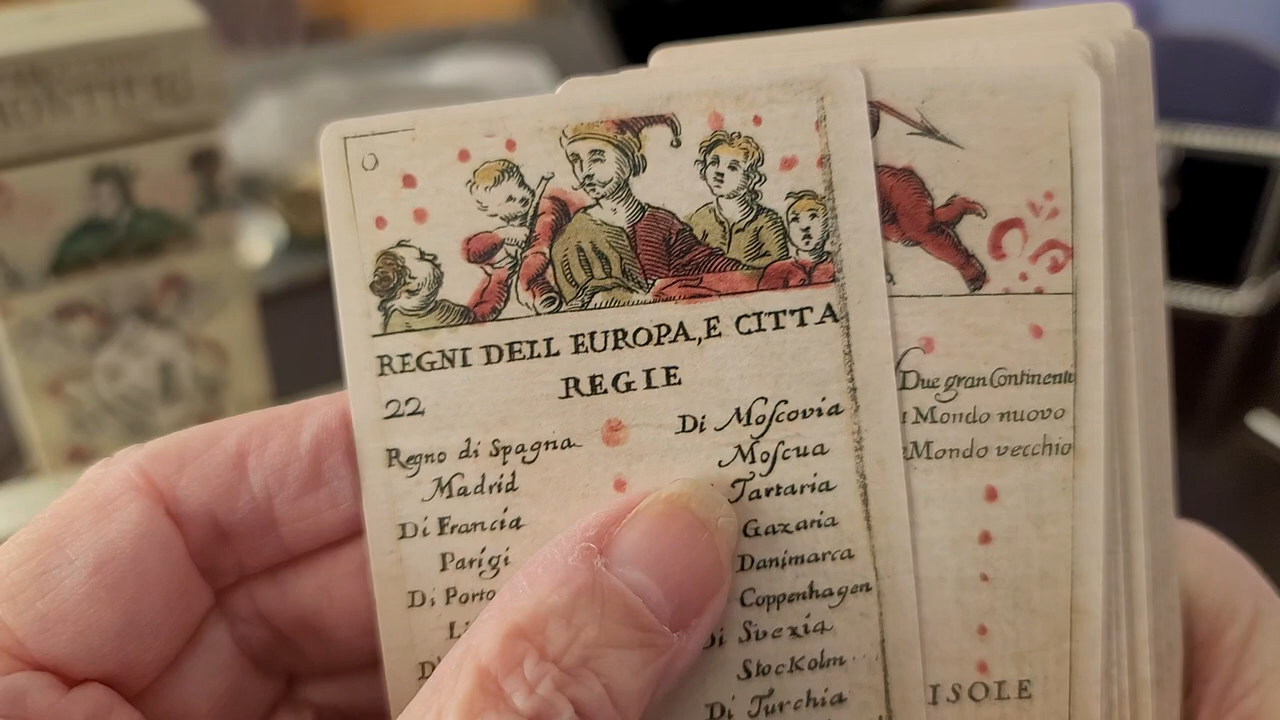 O
REGNI DELL EUROPA, E CITTA
REGIE
22
Regno di Spagna
Madrid
Di Francia
Parigi
Di Porto
Di Moſcovia
Moſcua
Tartaria
Gazaria
Danimarca
Coppenhagen
Di Svezia
StocKolm
Di Turchia
Due gran Continenti
Mondo nuovo
Mondo vecchio
ISOLE